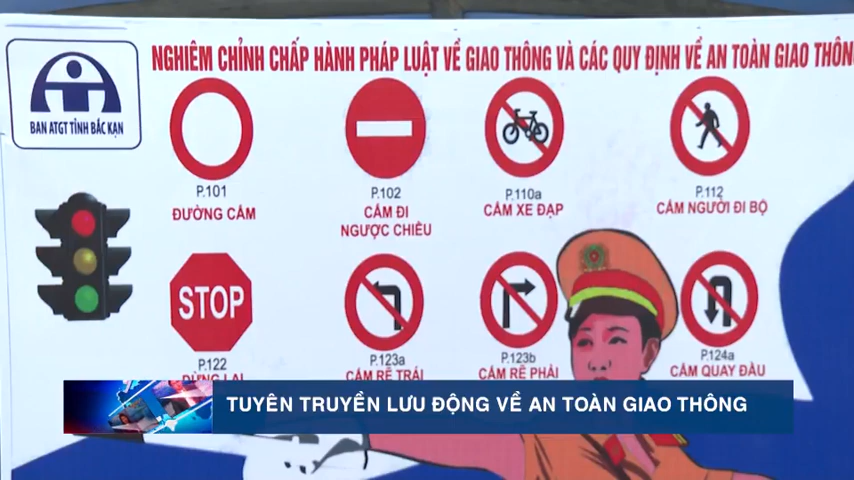 NGHIÊM CHỈNH CHẤP HÀNH PHÁP LUẬT VỀ GIAO THÔNG VÀ CÁC QUY ĐỊNH VỀ AN TOÀN GIAO THÔNG
BAN ATGT TỈNH BẮC KẠN
P.101
ĐƯỜNG CẤM
P.102
CẤM ĐI
NGƯỢC CHIỀU
P.110a
CẤM XE ĐẠP
P.112
CẤM NGƯỜI ĐI BỘ
STOP
P.122
DỪNG LẠI
P.123a
CẤM RẼ TRÁI
P.123b
CẤM RẼ PHẢI
P.124a
CẤM QUAY ĐẦU
TUYÊN TRUYỀN LƯU ĐỘNG VỀ AN TOÀN GIAO THÔNG